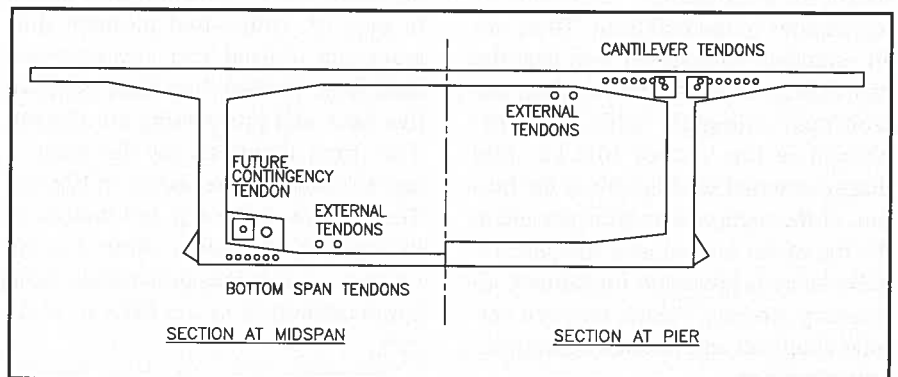 CANTILEVER TENDONS
EXTERNAL
TENDONS
FUTURE
CONTINGENCY
TENDON
EXTERNAL
TENDONS
BOTTOM SPAN TENDONS
SECTION AT MIDSPAN
SECTION AT PIER